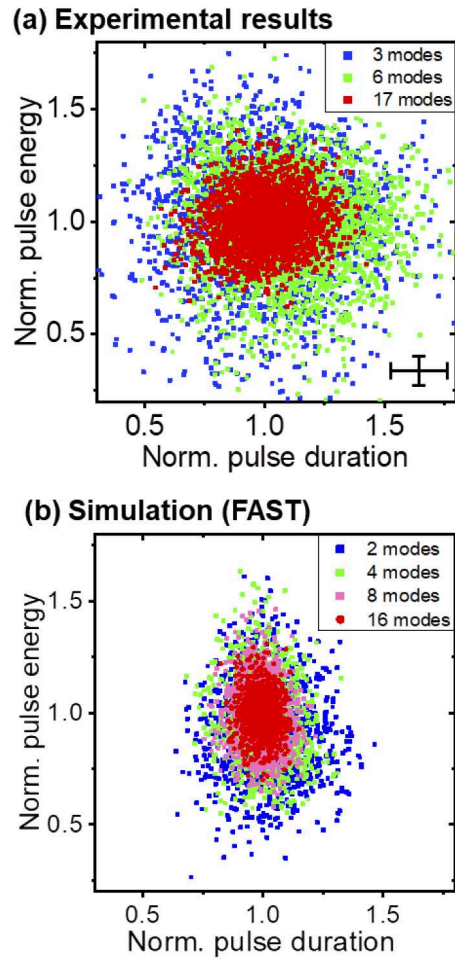 (a) Experimental results
3 modes
6 modes
17 modes
1.5
1.0
0.5
Norm. pulse energy
0.5 1.0 1.5
Norm. pulse duration
(b) Simulation (FAST)
2 modes
4 modes
8 modes
16 modes
1.5
1.0
0.5
Norm. pulse energy
0.5 1.0 1.5
Norm. pulse duration